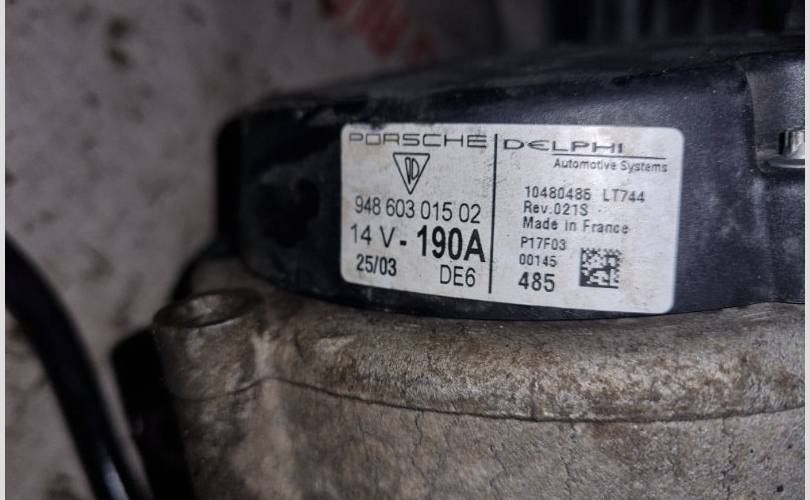 PORSCHE
948 603 015 02
14 V - 190A
25/03 DE6
DELPHI
Automotive Systems
10480485 LT744
Rev.021S
Made in France
P17F03
00145
485